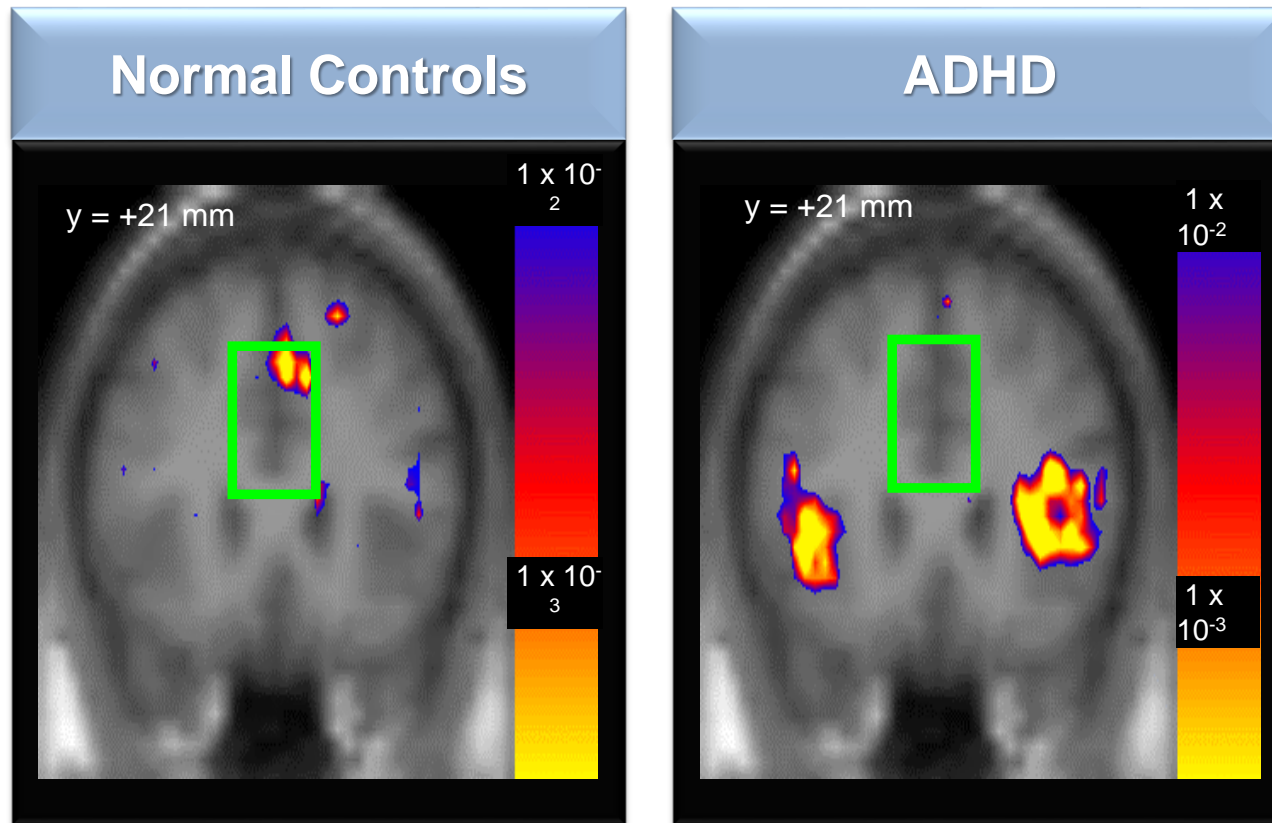 Normal Controls
y = +21 mm
1 x 10-
2
1 x 10-
3
ADHD
y = +21 mm
1 x
10-2
1 x
10-3